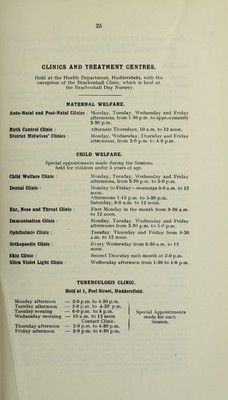 25
CLINICS AND TREATMENT CENTRES.
Held at the Health Department, Huddersfield, with the
exception of the Brackenhall Clinic, which is held at
the Brackenhall Day Nursery.
MATERNAL WELFARE.
Ante-Natal and Post-Natal Clinics : Monday, Tuesday, Wednesday and Friday
afternoons, from 1-30 p.m. to approximately
3-30 p.m.
Birth Control Clinic : Alternate Thursdays, 10 a.m. to 12 noon.
District Midwives' Clinics : Monday, Wednesday, Thursday and Friday
afternoons, from 2-0 p.m. to 4-0 p.m.
CHILD WELFARE.
Special appointments made during the Sessions
held for children under 5 years of age.
Child Welfare Clinic : Monday, Tuesday, Wednesday and Friday
afternoons, from 2-30 p.m. to 5-0 p.m.
Dental Clinic : Monday to Friday—mornings 9-0 a.m. to 12
noon.
Afternoons 1-15 p.m. to 5-30 p.m.
Saturday, 9-0 a.m. to 12 noon.
Ear, Nose and Throat Clinic : First Monday in the month from 9-30 a.m.
to 12 noon.
Immunisation Clinic : Monday, Tuesday, Wednesday and Friday
afternoons from 2-30 p.m. to 5-0 p.m.
Ophthalmic Clinic : Tuesday, Thursday and Friday from 9-30
a.m. to 12 noon.
Orthopaedic Clinic : Every Wednesday from 9-30 a.m. to 12
noon.
Skin Clinic : Second Thursday each month at 2-0 p.m.
Ultra Violet Light Clinic : Wednesday afternoon from 1-30 to 4-0 p.m.
TUBERCULOSIS CLINIC.
Held at 1, Peel Street, Huddersfield.
Monday afternoon — 2-0 p.m. to 4-30 p.m.
Tuesday afternoon — 2-0 p.m. to 4-30 p.m.
Tuesday evening — 6-0 p.m. to 8 p.m. Special Appointments
Wednesday morning — 10 a.m. to 12 noon made for each
Contact Clinic. Session.
Thursday afternoon — 2-0 p.m. to 4-30 p.m.
Friday afternoon — 2-0 p.m. to 4-30 p.m.